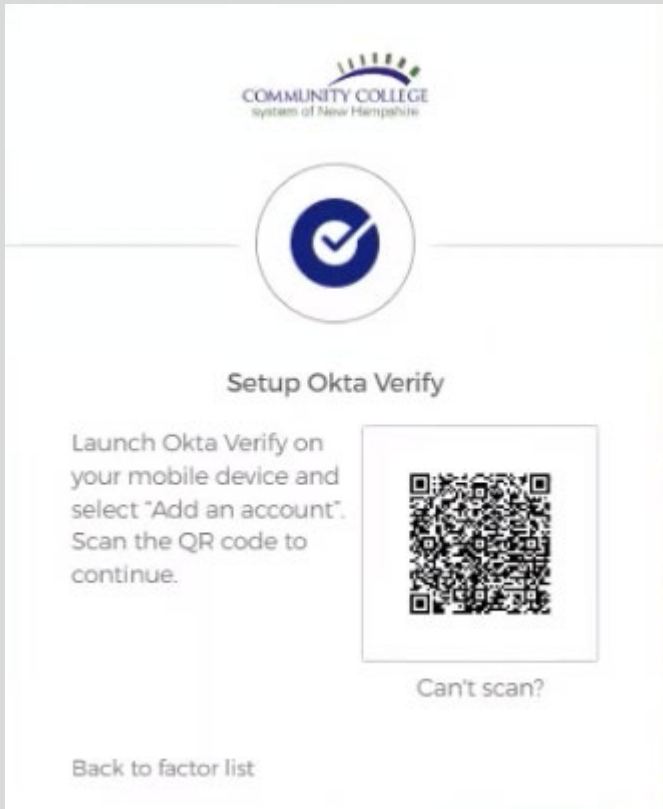 COMMUNITY COLLEGE
system of New Hampshire
Setup Okta Verify
Launch Okta Verify on
your mobile device and
select “Add an account”.
Scan the QR code to
continue.
Can't scan?
Back to factor list